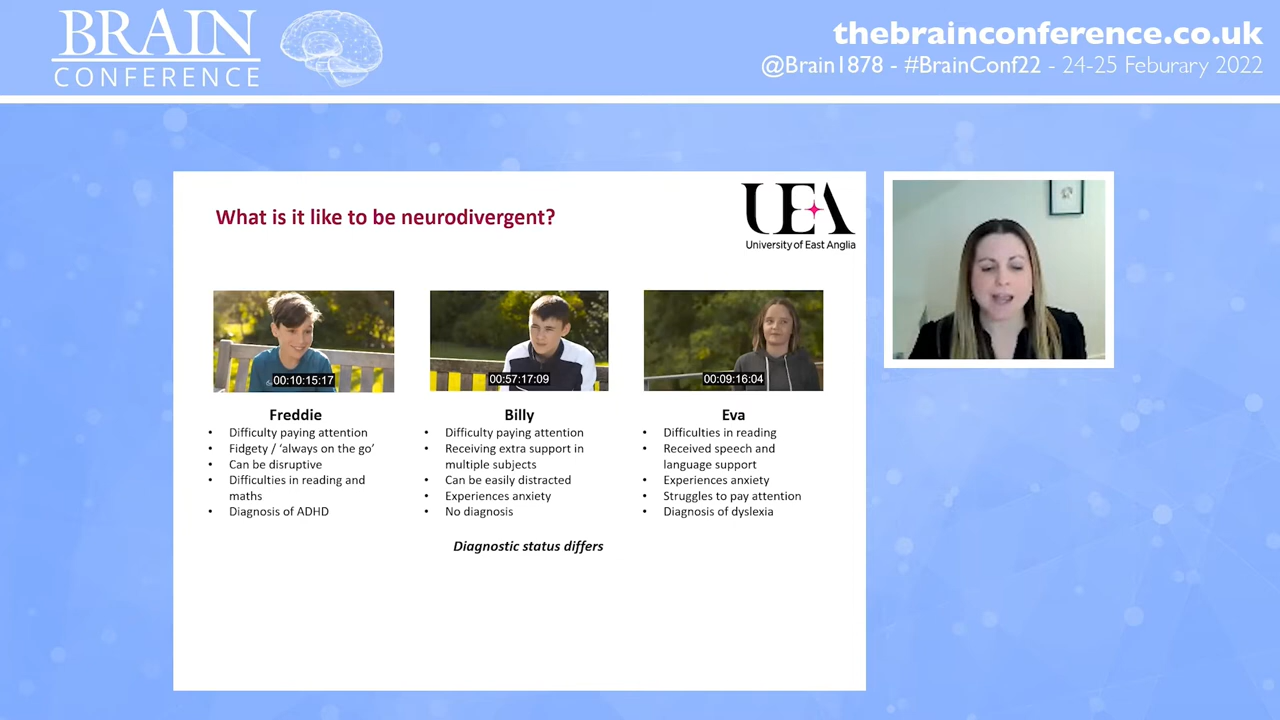 BRAIN
CONFERENCE
thebrainconference.co.uk
@Brain1878 - #BrainConf22 - 24-25 Feburary 2022
What is it like to be neurodivergent?
UEA
University of East Anglia
00:10:15:17
00:57:17:09
00:09:16:04
Freddie
• Difficulty paying attention
• Fidgety / ‘always on the go’
• Can be disruptive
• Difficulties in reading and
maths
• Diagnosis of ADHD
Billy
• Difficulty paying attention
• Receiving extra support in
multiple subjects
• Can be easily distracted
• Experiences anxiety
• No diagnosis
Eva
• Difficulties in reading
• Received speech and
language support
• Experiences anxiety
• Struggles to pay attention
• Diagnosis of dyslexia
Diagnostic status differs